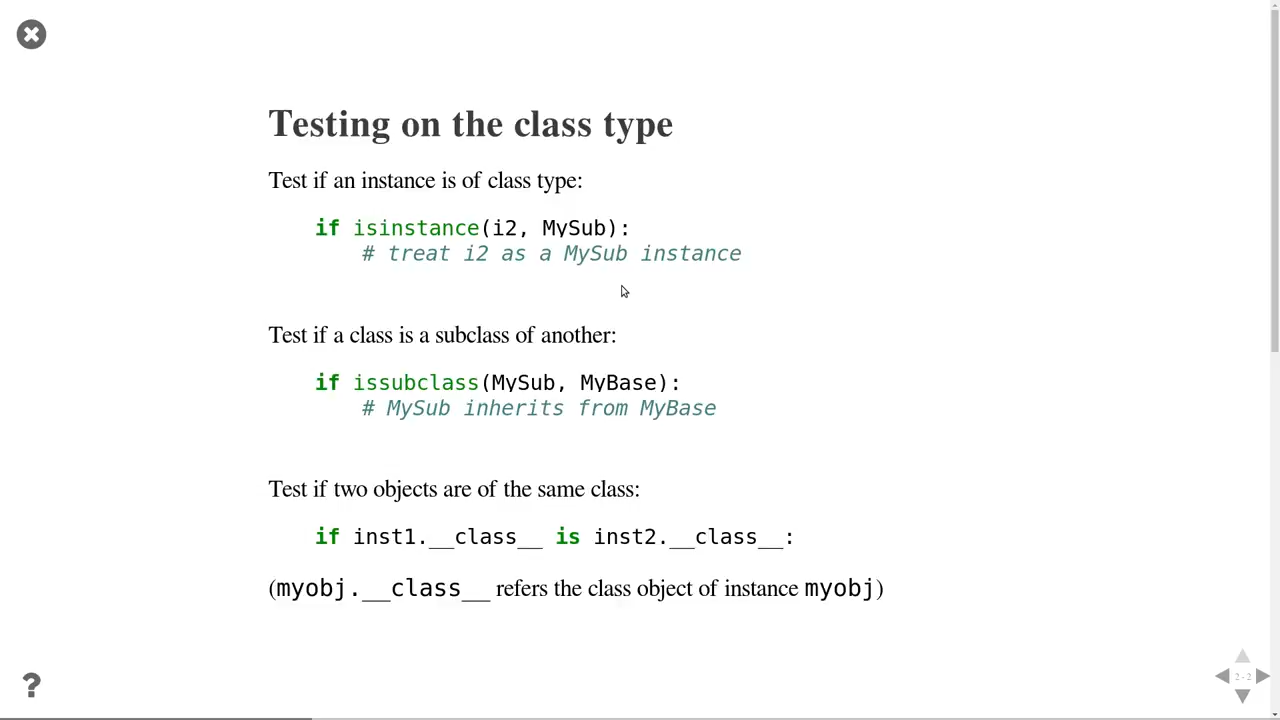 Testing on the class type
Test if an instance is of class type:
if isinstance(i2, MySub):
    # treat i2 as a MySub instance
Test if a class is a subclass of another:
if issubclass(MySub, MyBase):
    # MySub inherits from MyBase
Test if two objects are of the same class:
if inst1.__class__ is inst2.__class__:
(myobj.__class__ refers the class object of instance myobj)
?
2 - 2